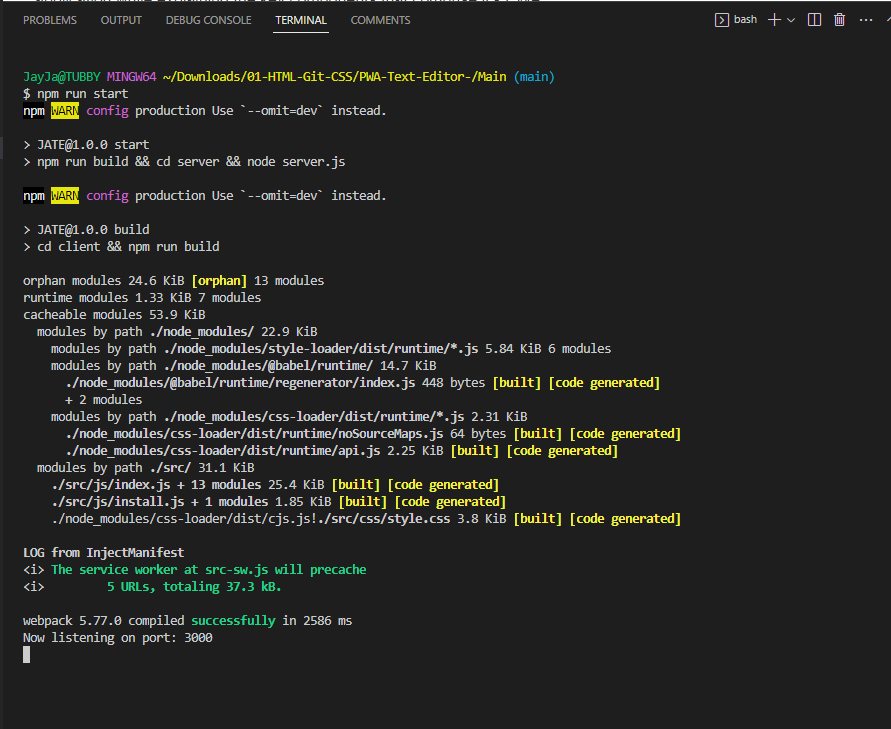 PROBLEMS OUTPUT DEBUG CONSOLE TERMINAL COMMENTS bash
JayJa@TUBBY MINGW64 ~/Downloads/01-HTML-Git-CSS/PWA-Text-Editor-/Main (main)
$ npm run start
npm WARN config production Use `--omit=dev` instead.
> JATE@1.0.0 start
> npm run build && cd server && node server.js
npm WARN config production Use `--omit=dev` instead.
> JATE@1.0.0 build
> cd client && npm run build
orphan modules 24.6 KiB [orphan] 13 modules
runtime modules 1.33 KiB 7 modules
cacheable modules 53.9 KiB
modules by path ./node_modules/ 22.9 KiB
modules by path ./node_modules/style-loader/dist/runtime/*.js 5.84 KiB 6 modules
modules by path ./node_modules/@babel/runtime/ 14.7 KiB
./node_modules/@babel/runtime/regenerator/index.js 448 bytes [built] [code generated]
+ 2 modules
modules by path ./node_modules/css-loader/dist/runtime/*.js 2.31 KiB
./node_modules/css-loader/dist/runtime/noSourceMaps.js 64 bytes [built] [code generated]
./node_modules/css-loader/dist/runtime/api.js 2.25 KiB [built] [code generated]
modules by path ./src/ 31.1 KiB
./src/js/index.js + 13 modules 25.4 KiB [built] [code generated]
./src/js/install.js + 1 modules 1.85 KiB [built] [code generated]
./node_modules/css-loader/dist/cjs.js!./src/css/style.css 3.8 KiB [built] [code generated]
LOG from InjectManifest
<i> The service worker at src-sw.js will precache
<i> 5 URLs, totaling 37.3 kB.
webpack 5.77.0 compiled successfully in 2586 ms
Now listening on port: 3000